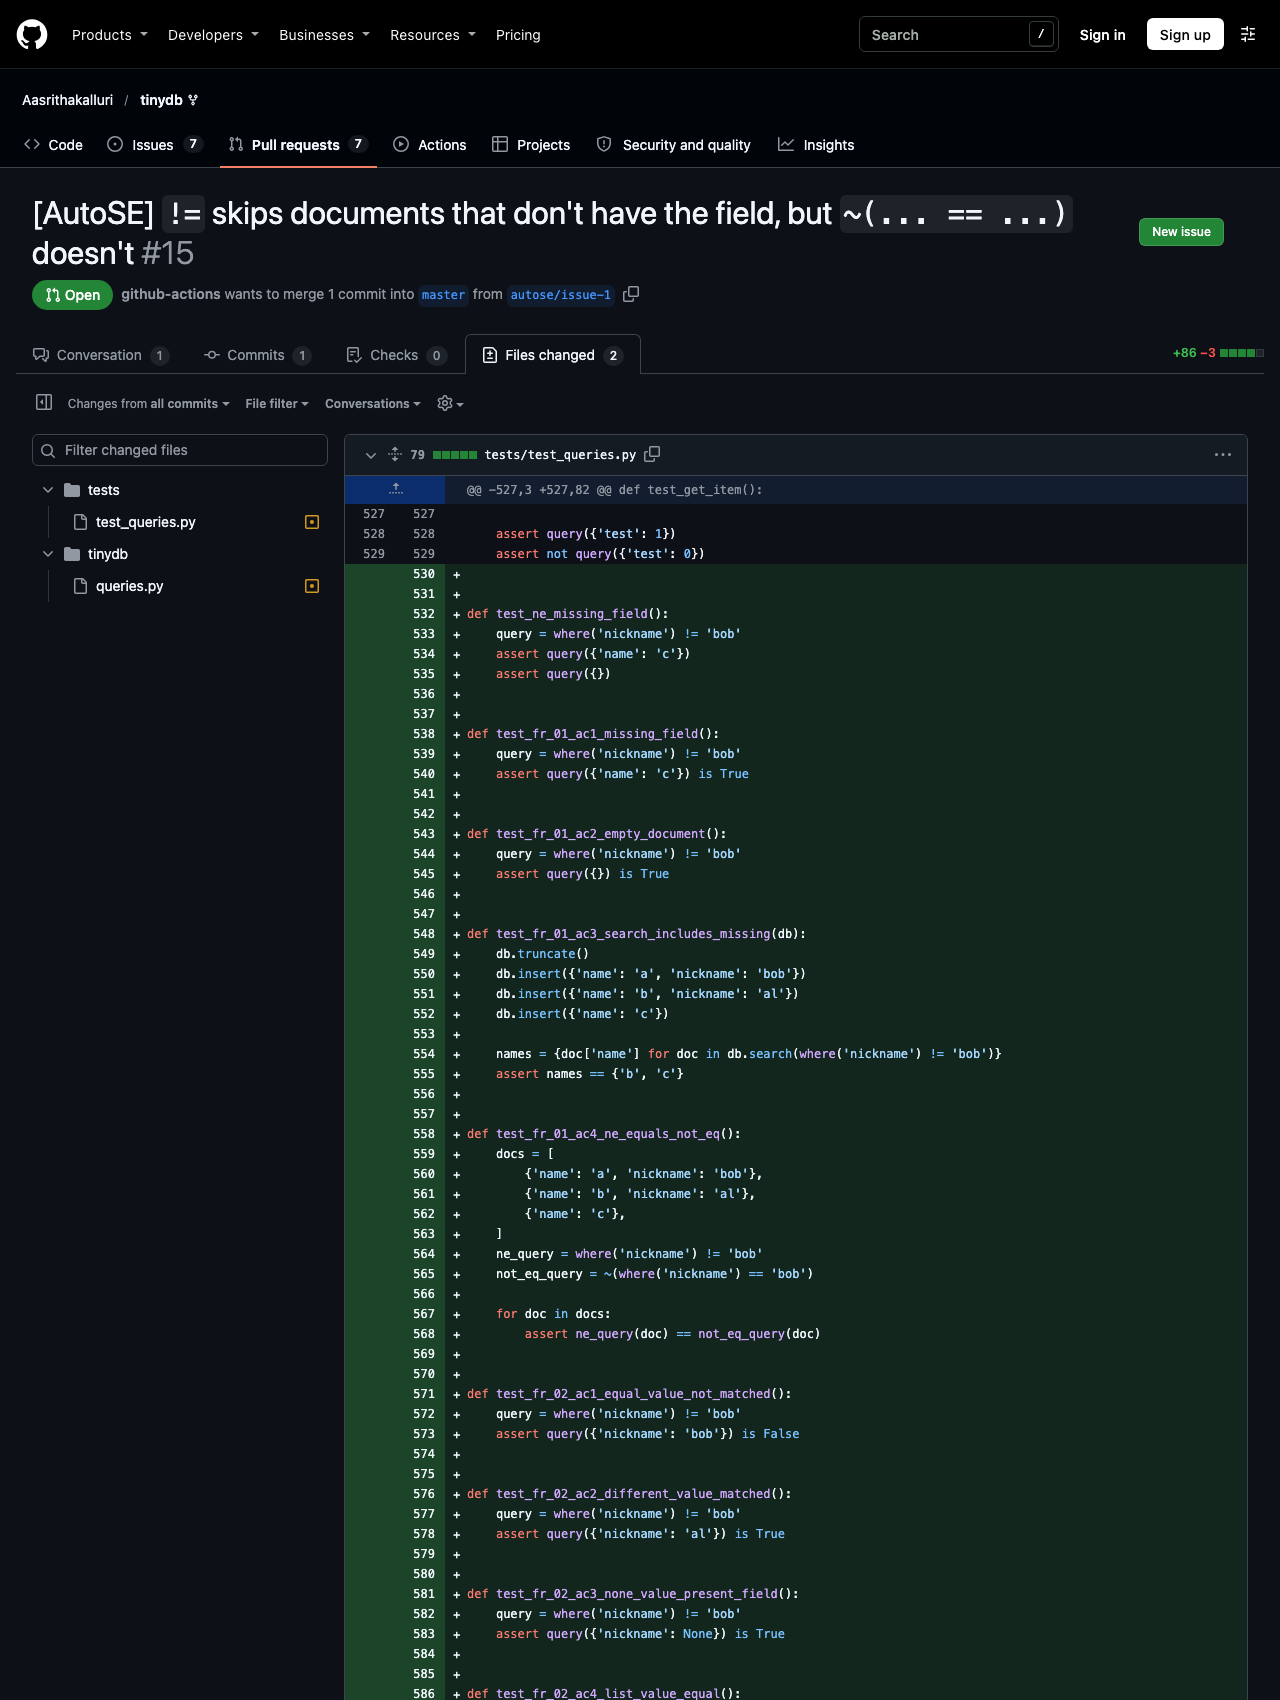 Products Developers Businesses Resources Pricing Search / Sign in Sign up
Aasrithakalluri / tinydb
Code Issues 7 Pull requests 7 Actions Projects Security and quality Insights
[AutoSE] != skips documents that don't have the field, but ~(... == ...)
doesn't #15
New issue
Open github-actions wants to merge 1 commit into master from autose/issue-1
Conversation 1 Commits 1 Checks 0 Files changed 2 +86 −3
Changes from all commits File filter Conversations
Filter changed files
tests
test_queries.py
tinydb
queries.py
79 tests/test_queries.py
@@ -527,3 +527,82 @@ def test_get_item():
527 527
528 528 assert query({'test': 1})
529 529 assert not query({'test': 0})
530 +
531 +
532 + def test_ne_missing_field():
533 + query = where('nickname') != 'bob'
534 + assert query({'name': 'c'})
535 + assert query({})
536 +
537 +
538 + def test_fr_01_ac1_missing_field():
539 + query = where('nickname') != 'bob'
540 + assert query({'name': 'c'}) is True
541 +
542 +
543 + def test_fr_01_ac2_empty_document():
544 + query = where('nickname') != 'bob'
545 + assert query({}) is True
546 +
547 +
548 + def test_fr_01_ac3_search_includes_missing(db):
549 + db.truncate()
550 + db.insert({'name': 'a', 'nickname': 'bob'})
551 + db.insert({'name': 'b', 'nickname': 'al'})
552 + db.insert({'name': 'c'})
553 +
554 + names = {doc['name'] for doc in db.search(where('nickname') != 'bob')}
555 + assert names == {'b', 'c'}
556 +
557 +
558 + def test_fr_01_ac4_ne_equals_not_eq():
559 + docs = [
560 + {'name': 'a', 'nickname': 'bob'},
561 + {'name': 'b', 'nickname': 'al'},
562 + {'name': 'c'},
563 + ]
564 + ne_query = where('nickname') != 'bob'
565 + not_eq_query = ~(where('nickname') == 'bob')
566 +
567 + for doc in docs:
568 + assert ne_query(doc) == not_eq_query(doc)
569 +
570 +
571 + def test_fr_02_ac1_equal_value_not_matched():
572 + query = where('nickname') != 'bob'
573 + assert query({'nickname': 'bob'}) is False
574 +
575 +
576 + def test_fr_02_ac2_different_value_matched():
577 + query = where('nickname') != 'bob'
578 + assert query({'nickname': 'al'}) is True
579 +
580 +
581 + def test_fr_02_ac3_none_value_present_field():
582 + query = where('nickname') != 'bob'
583 + assert query({'nickname': None}) is True
584 +
585 +
586 + def test_fr_02_ac4_list_value_equal():